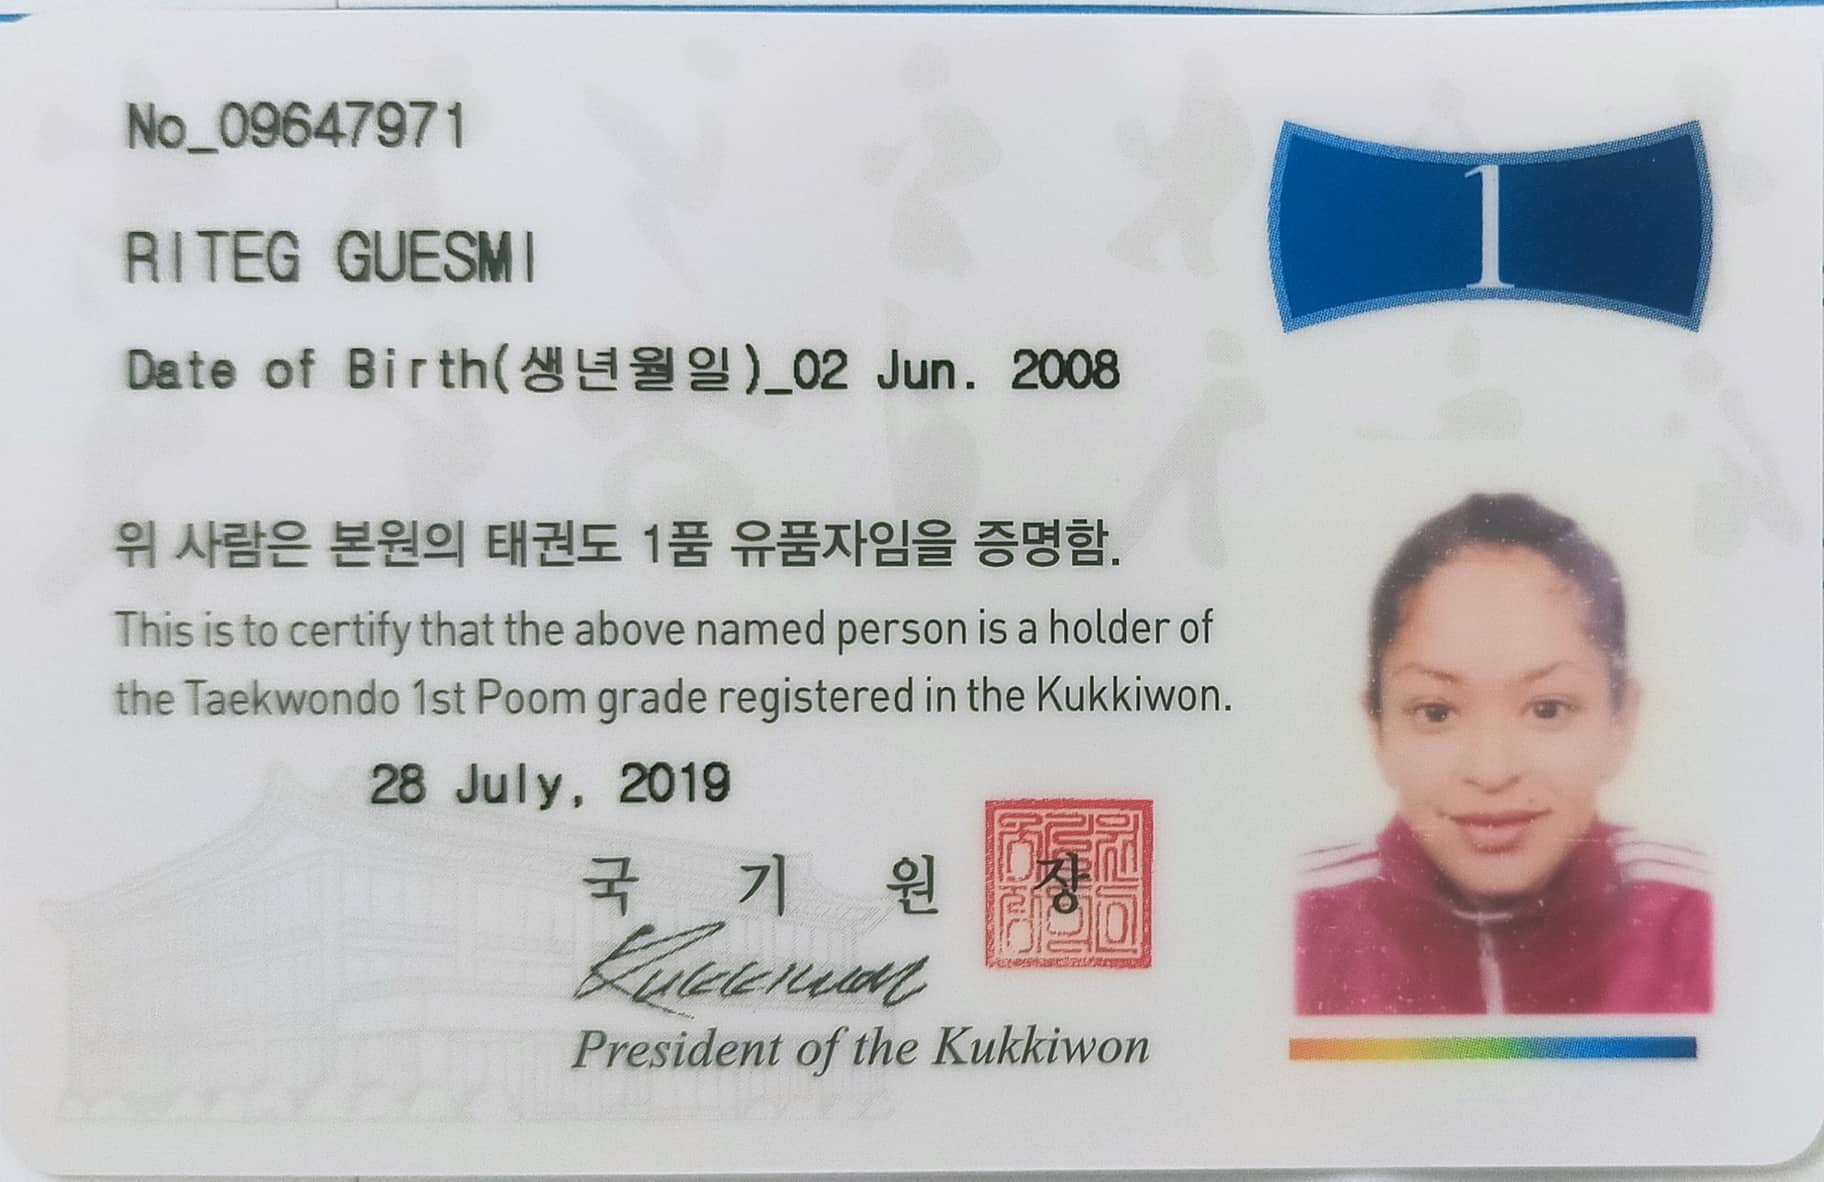 No_09647971
1
RITEG GUESMI
Date of Birth(생년월일)_02 Jun. 2008
위 사람은 본원의 태권도 1품 유품자임을 증명함.
This is to certify that the above named person is a holder of
the Taekwondo 1st Poom grade registered in the Kukkiwon.
28 July, 2019
국 기 원 장
Kukkiwon
President of the Kukkiwon